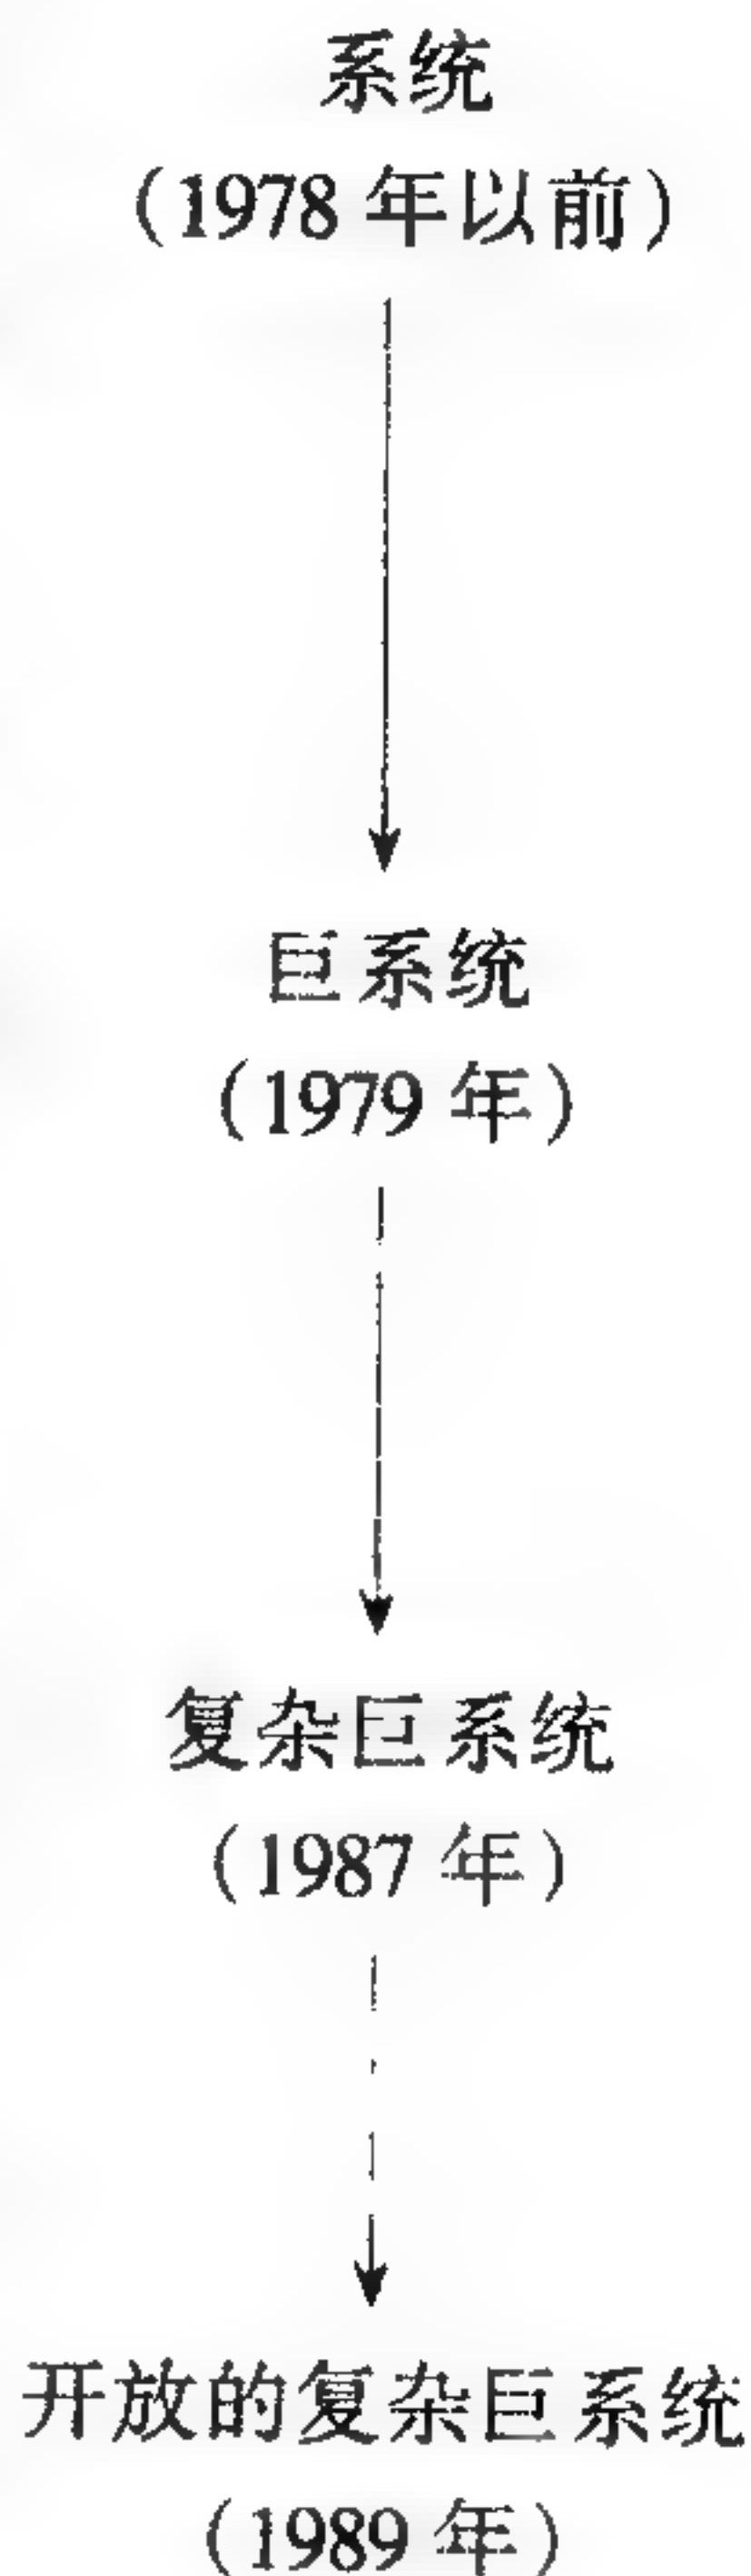 系统
(1978 年以前)
巨系统
(1979 年)
复杂巨系统
(1987 年)
开放的复杂巨系统
(1989 年)